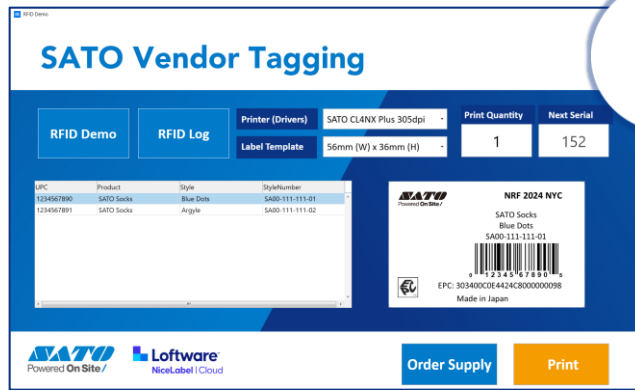 RFID Demo
SATO Vendor Tagging
RFID Demo
RFID Log
Printer (Drivers)
SATO CL4NX Plus 305dpi
Label Template
56mm (W) x 36mm (H)
Print Quantity
1
Next Serial
152
UPC Product Style StyleNumber
1234567890 SATO Socks Blue Dots SA00-111-111-01
1234567891 SATO Socks Argyle SA00-111-111-02
SATO
Powered On Site/
NRF 2024 NYC
SATO Socks
Blue Dots
SA00-111-111-01
0 12345 67890 5
EPC: 303400C0E4424C8000000098
Made in Japan
SATO
Powered On Site/
Loftware
NiceLabel | Cloud
Order Supply
Print